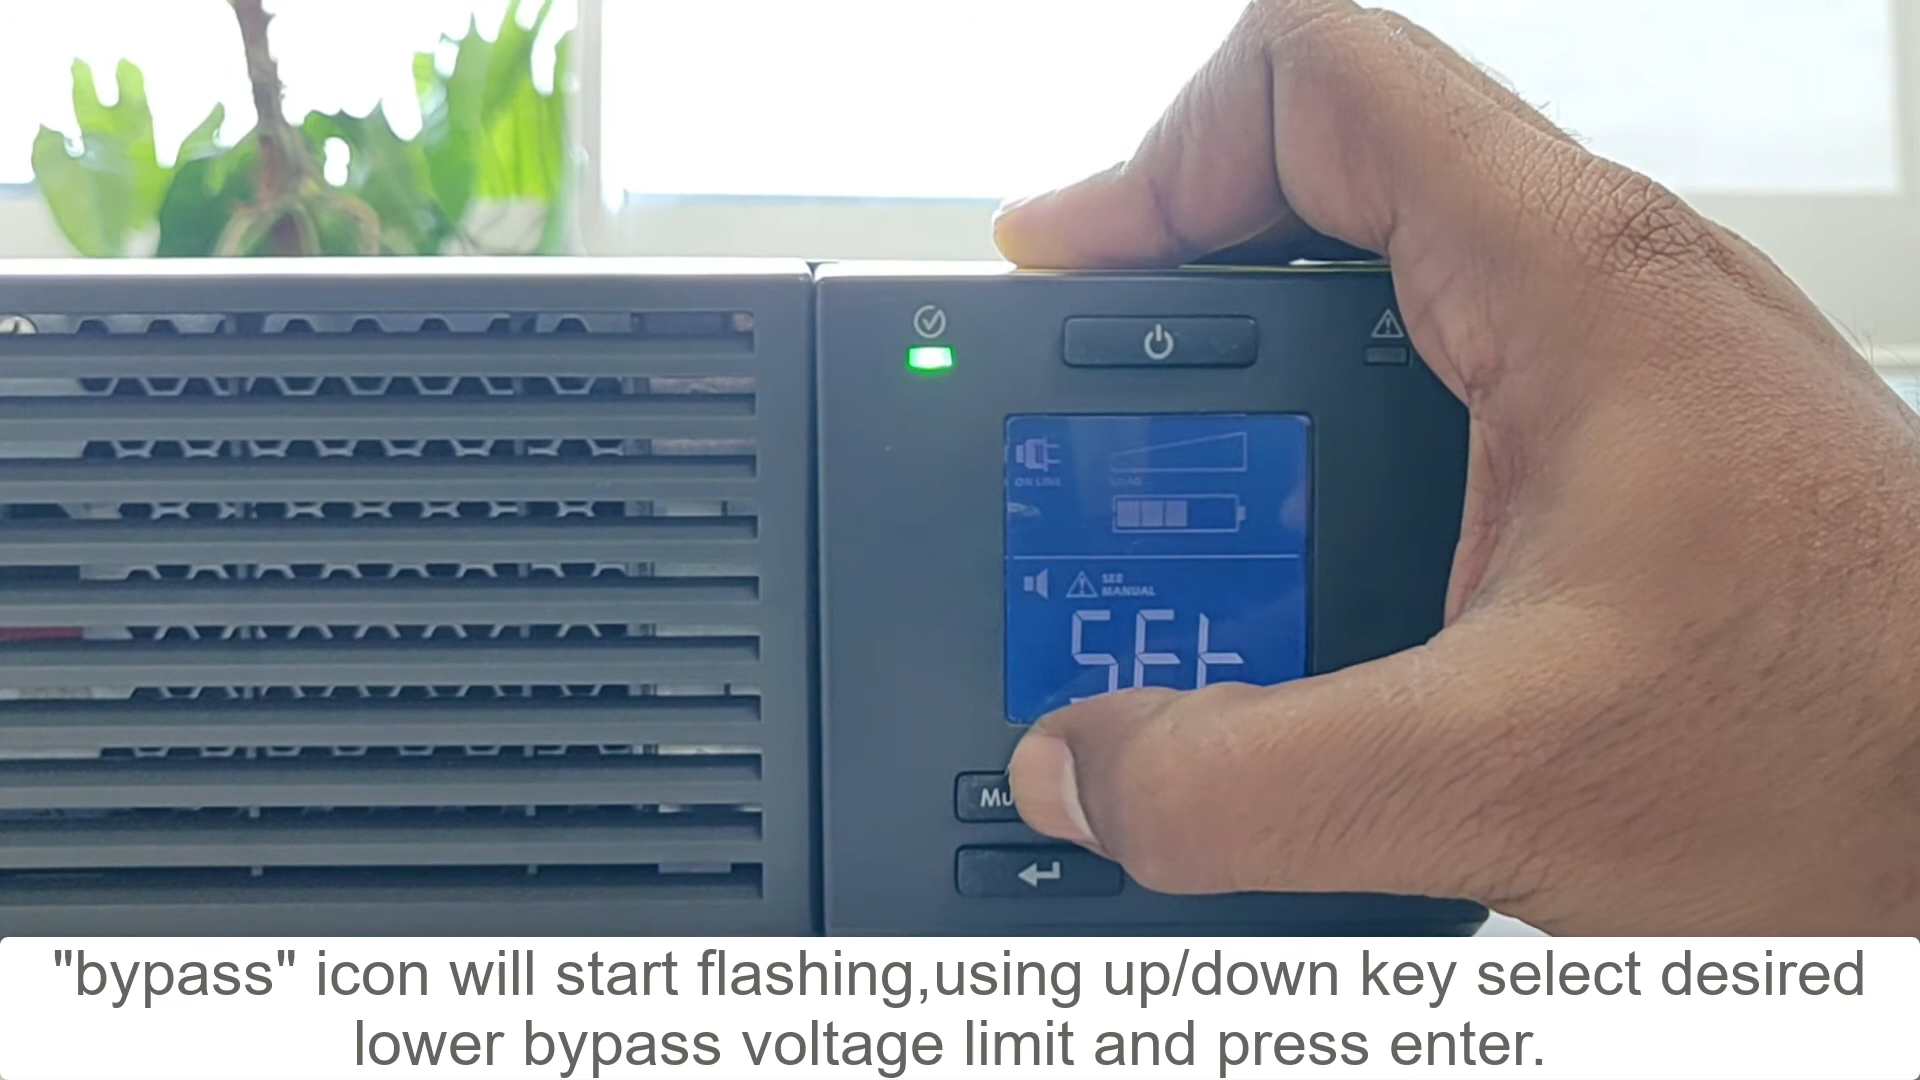 ON LINE
LOAD
SEE
MANUAL
SEt
"bypass" icon will start flashing,using up/down key select desired
lower bypass voltage limit and press enter.